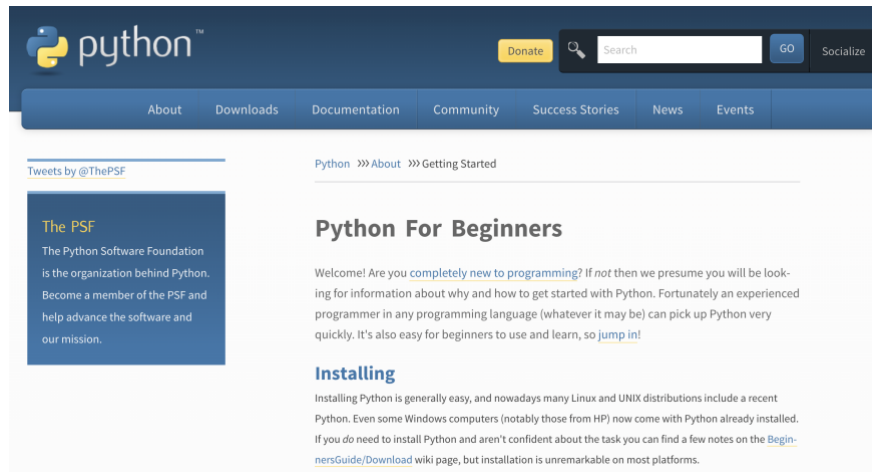 python™
Donate
Search
GO
Socialize
About Downloads Documentation Community Success Stories News Events
Tweets by @ThePSF
The PSF
The Python Software Foundation
is the organization behind Python.
Become a member of the PSF and
help advance the software and
our mission.
Python >>> About >>> Getting Started
Python For Beginners
Welcome! Are you completely new to programming? If not then we presume you will be look-
ing for information about why and how to get started with Python. Fortunately an experienced
programmer in any programming language (whatever it may be) can pick up Python very
quickly. It's also easy for beginners to use and learn, so jump in!
Installing
Installing Python is generally easy, and nowadays many Linux and UNIX distributions include a recent
Python. Even some Windows computers (notably those from HP) now come with Python already installed.
If you do need to install Python and aren't confident about the task you can find a few notes on the Begin-
nersGuide/Download wiki page, but installation is unremarkable on most platforms.